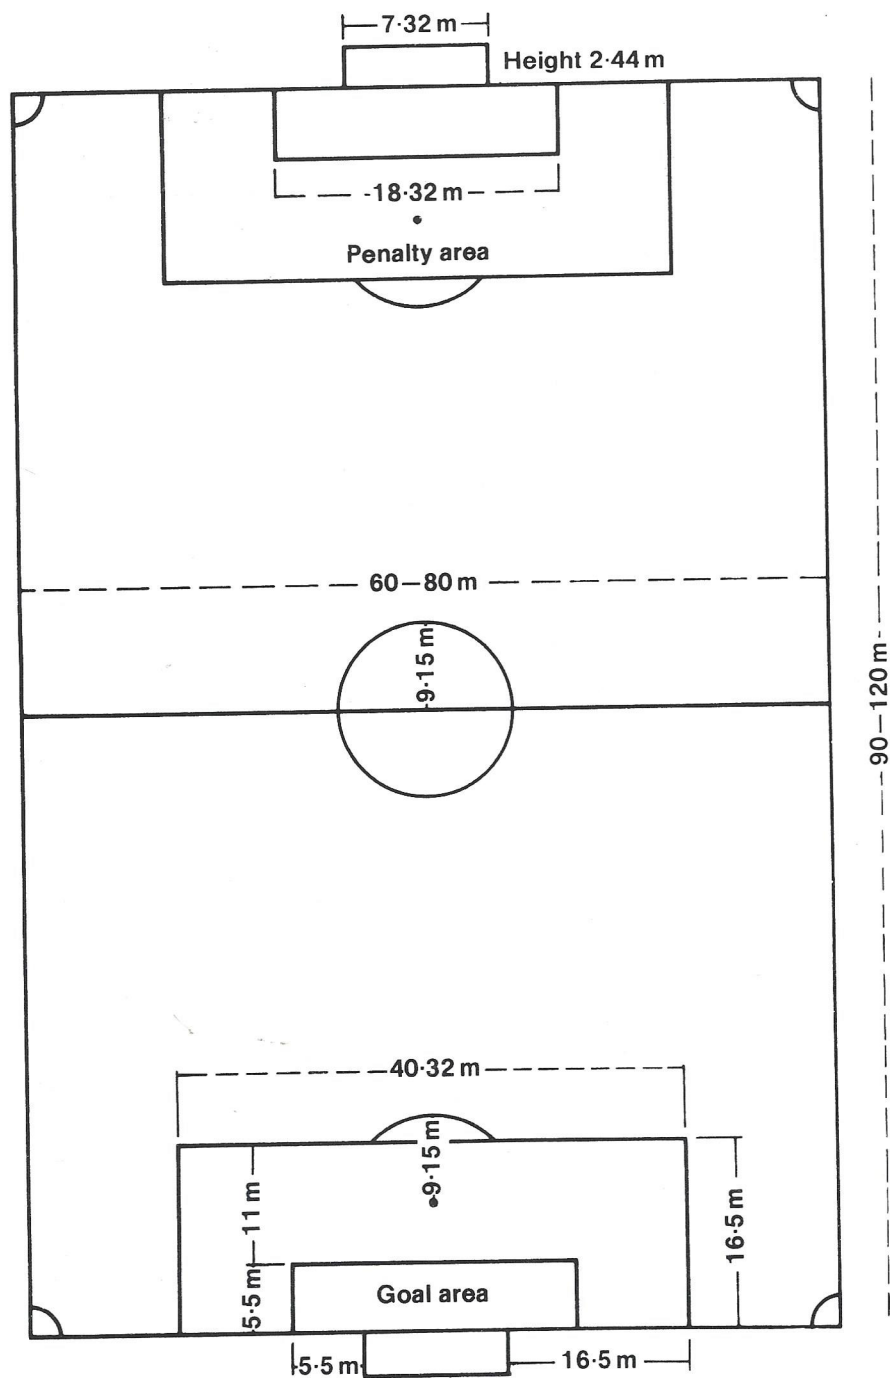 7·32 m
Height 2·44 m
18·32 m
Penalty area
60–80 m
9·15 m
90–120 m
40·32 m
9·15 m
11 m
16·5 m
5·5 m
Goal area
5·5 m
16·5 m